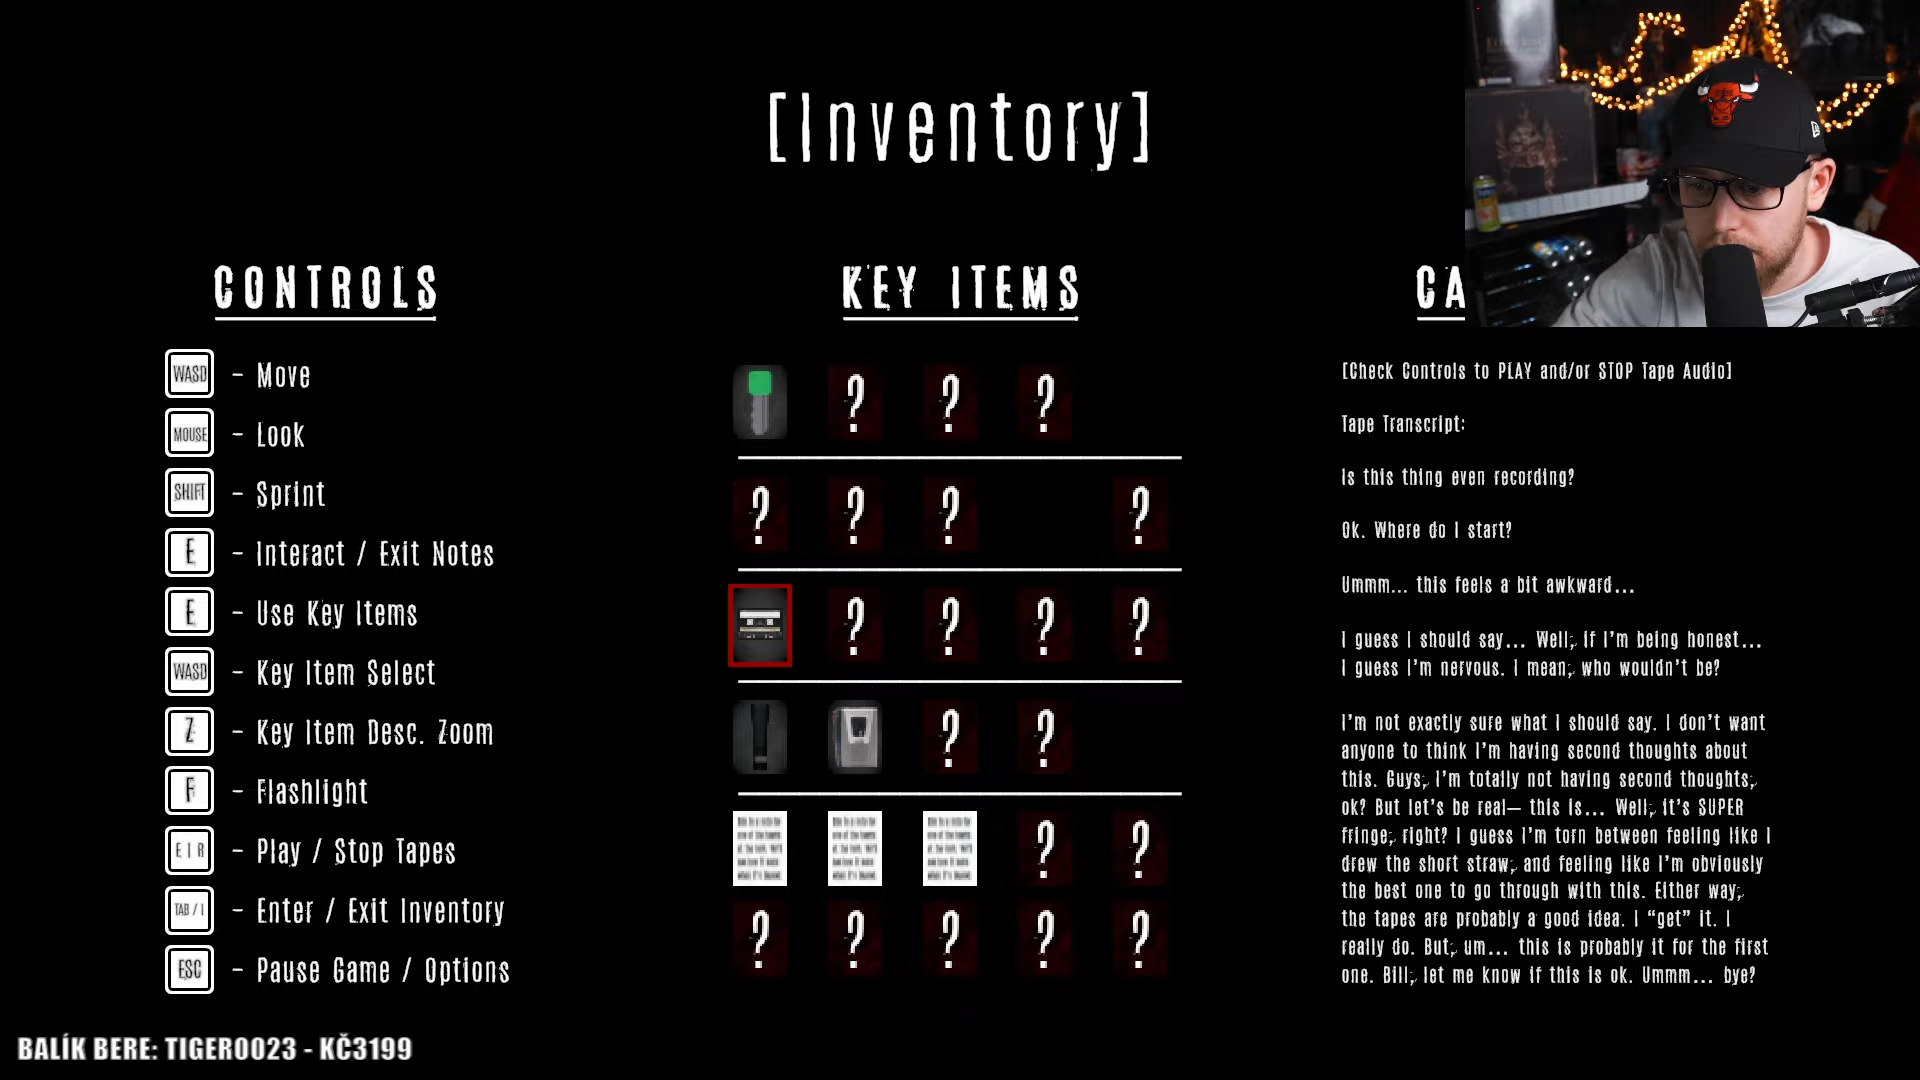 [Inventory]
CONTROLS
WASD - Move
MOUSE - Look
SHIFT - Sprint
E - Interact / Exit Notes
E - Use Key Items
WASD - Key Item Select
Z - Key Item Desc. Zoom
F - Flashlight
E | R - Play / Stop Tapes
TAB / I - Enter / Exit Inventory
ESC - Pause Game / Options
KEY ITEMS
? ? ?
? ? ? ?
? ? ? ?
? ?
? ?
? ? ? ? ?
CA
[Check Controls to PLAY and/or STOP Tape Audio]
Tape Transcript:
Is this thing even recording?
Ok. Where do I start?
Ummm... this feels a bit awkward...
I guess I should say... Well, if I'm being honest...
I guess I'm nervous. I mean, who wouldn't be?
I'm not exactly sure what I should say. I don't want
anyone to think I'm having second thoughts about
this. Guys, I'm totally not having second thoughts,
ok? But let's be real— this is... Well, it's SUPER
fringe, right? I guess I'm torn between feeling like I
drew the short straw, and feeling like I'm obviously
the best one to go through with this. Either way,
the tapes are probably a good idea. I “get” it. I
really do. But, um... this is probably it for the first
one. Bill, let me know if this is ok. Ummm... bye?
BALÍK BERE: TIGER0023 - KČ3199